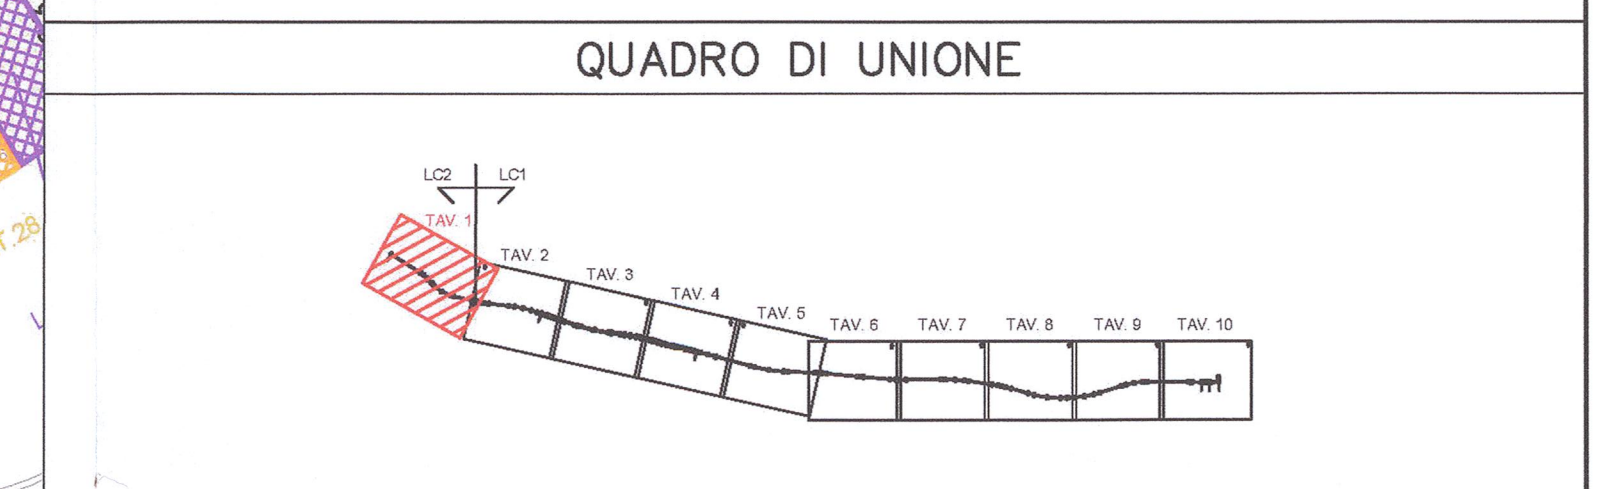 QUADRO DI UNIONE
LC2 LC1
TAV. 1
TAV. 2
TAV. 3
TAV. 4
TAV. 5
TAV. 6 TAV. 7 TAV. 8 TAV. 9 TAV. 10
.28